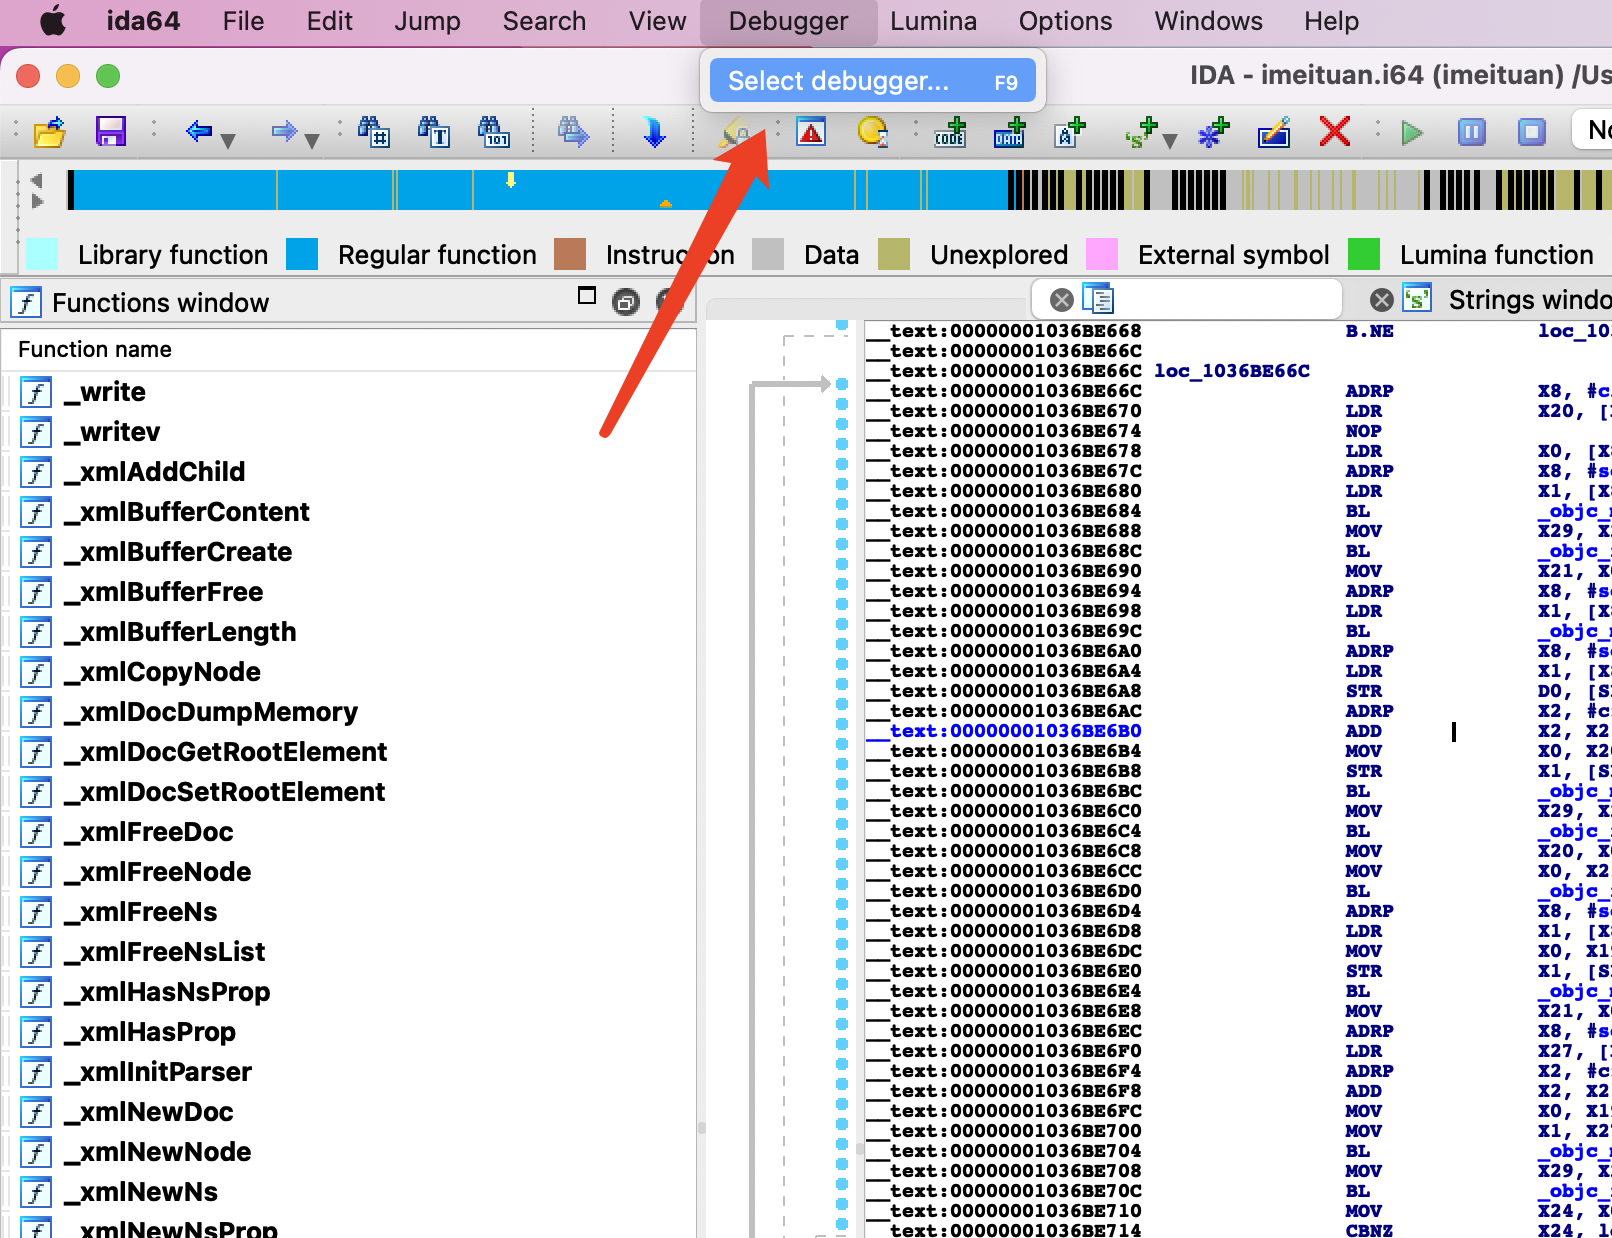 ida64 File Edit Jump Search View Debugger Lumina Options Windows Help
Select debugger... F9
IDA - imeituan.i64 (imeituan) /Us
No
Library function Regular function Instruction Data Unexplored External symbol Lumina function
Functions window
Strings windo
Function name
_write
_writev
_xmlAddChild
_xmlBufferContent
_xmlBufferCreate
_xmlBufferFree
_xmlBufferLength
_xmlCopyNode
_xmlDocDumpMemory
_xmlDocGetRootElement
_xmlDocSetRootElement
_xmlFreeDoc
_xmlFreeNode
_xmlFreeNs
_xmlFreeNsList
_xmlHasNsProp
_xmlHasProp
_xmlInitParser
_xmlNewDoc
_xmlNewNode
_xmlNewNs
_xmlNewNsProp
__text:00000001036BE668 B.NE loc_103
__text:00000001036BE66C
__text:00000001036BE66C loc_1036BE66C
__text:00000001036BE66C ADRP X8, #c
__text:00000001036BE670 LDR X20, [
__text:00000001036BE674 NOP
__text:00000001036BE678 LDR X0, [X8
__text:00000001036BE67C ADRP X8, #s
__text:00000001036BE680 LDR X1, [X8
__text:00000001036BE684 BL _objc_
__text:00000001036BE688 MOV X29, X
__text:00000001036BE68C BL _objc_
__text:00000001036BE690 MOV X21, X
__text:00000001036BE694 ADRP X8, #s
__text:00000001036BE698 LDR X1, [X8
__text:00000001036BE69C BL _objc_
__text:00000001036BE6A0 ADRP X8, #s
__text:00000001036BE6A4 LDR X1, [X8
__text:00000001036BE6A8 STR D0, [S
__text:00000001036BE6AC ADRP X2, #c
__text:00000001036BE6B0 ADD X2, X2
__text:00000001036BE6B4 MOV X0, X2
__text:00000001036BE6B8 STR X1, [S
__text:00000001036BE6BC BL _objc_
__text:00000001036BE6C0 MOV X29, X
__text:00000001036BE6C4 BL _objc_
__text:00000001036BE6C8 MOV X20, X
__text:00000001036BE6CC MOV X0, X2
__text:00000001036BE6D0 BL _objc_
__text:00000001036BE6D4 ADRP X8, #s
__text:00000001036BE6D8 LDR X1, [X8
__text:00000001036BE6DC MOV X0, X19
__text:00000001036BE6E0 STR X1, [S
__text:00000001036BE6E4 BL _objc_
__text:00000001036BE6E8 MOV X21, X
__text:00000001036BE6EC ADRP X8, #s
__text:00000001036BE6F0 LDR X27, [
__text:00000001036BE6F4 ADRP X2, #c
__text:00000001036BE6F8 ADD X2, X2
__text:00000001036BE6FC MOV X0, X19
__text:00000001036BE700 MOV X1, X27
__text:00000001036BE704 BL _objc_
__text:00000001036BE708 MOV X29, X
__text:00000001036BE70C BL _objc_
__text:00000001036BE710 MOV X24, X
__text:00000001036BE714 CBNZ X24, lo